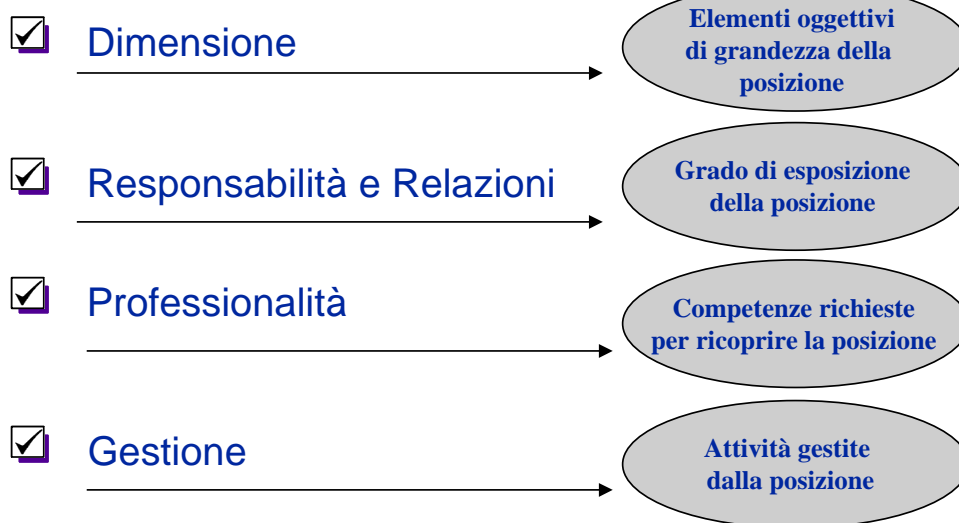 Dimensione
Elementi oggettivi
di grandezza della
posizione
Responsabilità e Relazioni
Grado di esposizione
della posizione
Professionalità
Competenze richieste
per ricoprire la posizione
Gestione
Attività gestite
dalla posizione